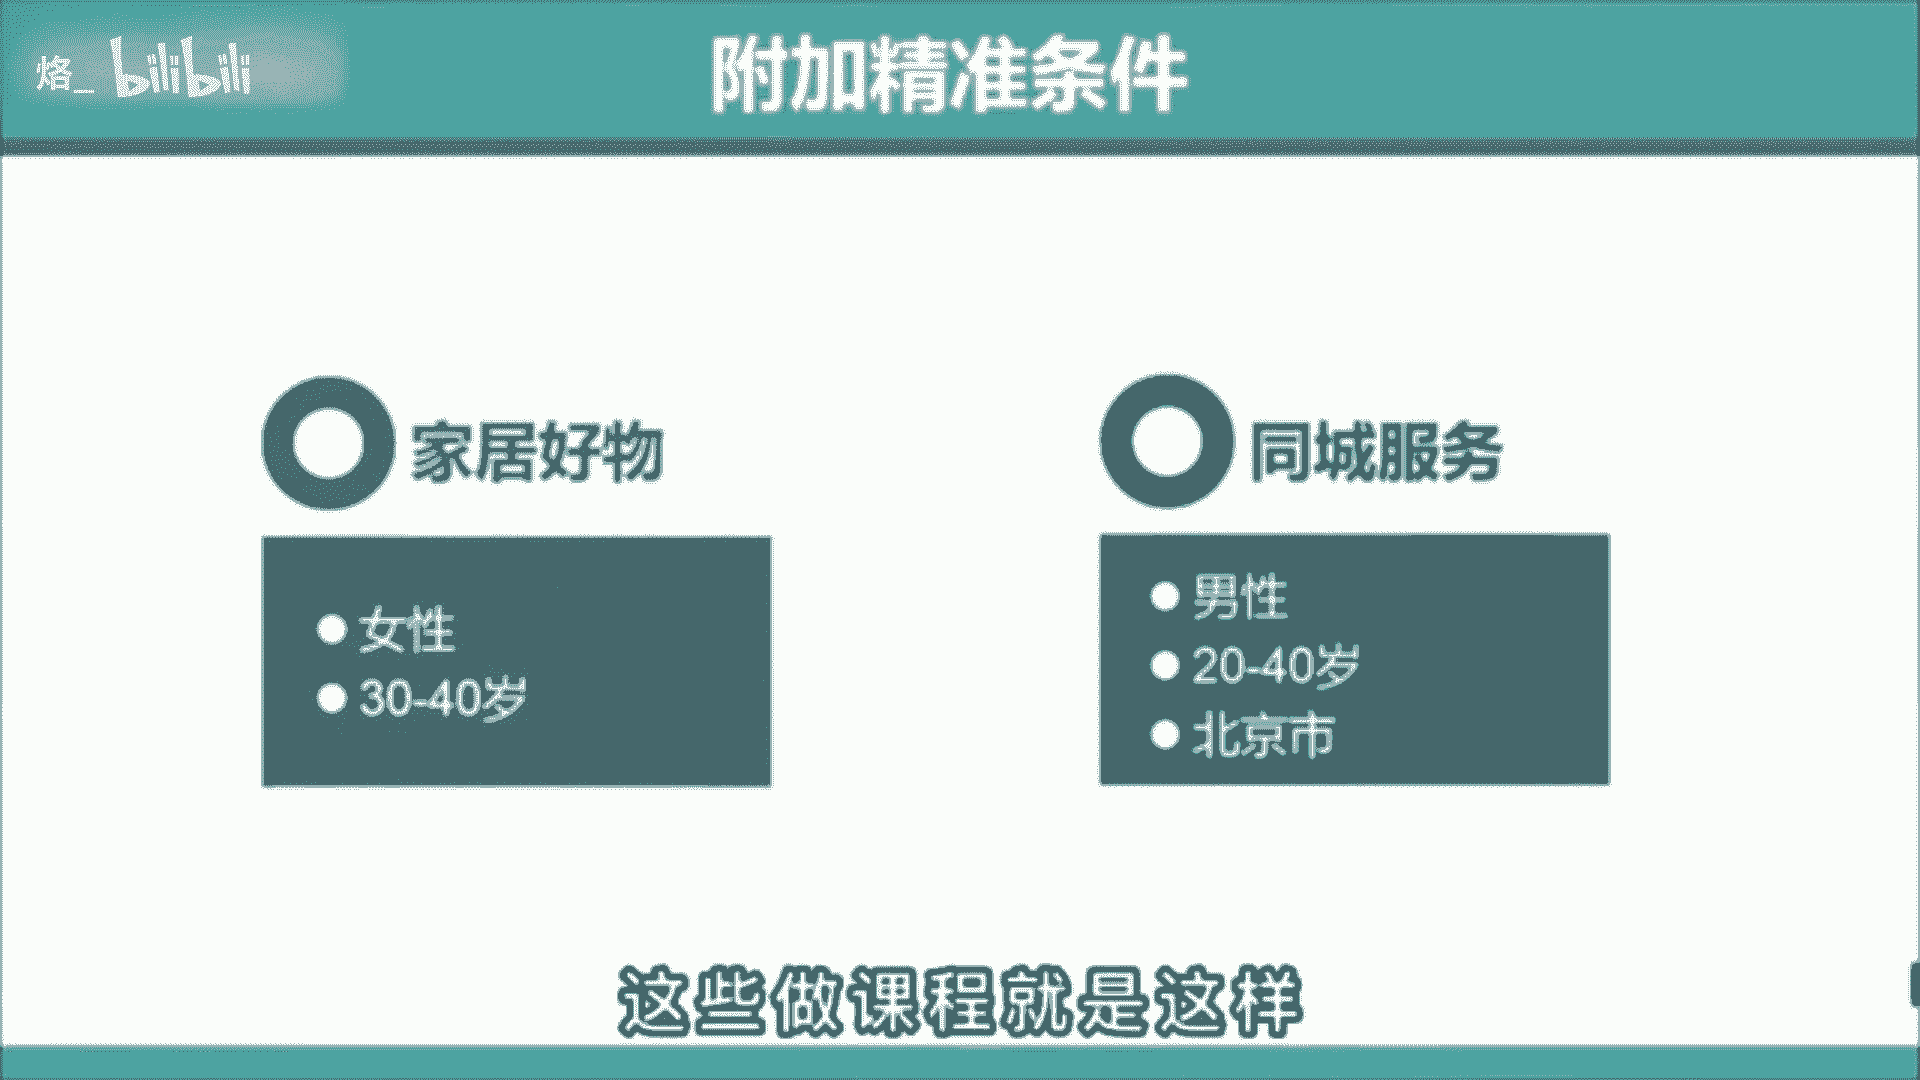 烙_ bilibili
附加精准条件
家居好物
女性
30-40岁
同城服务
男性
20-40岁
北京市
这些做课程就是这样